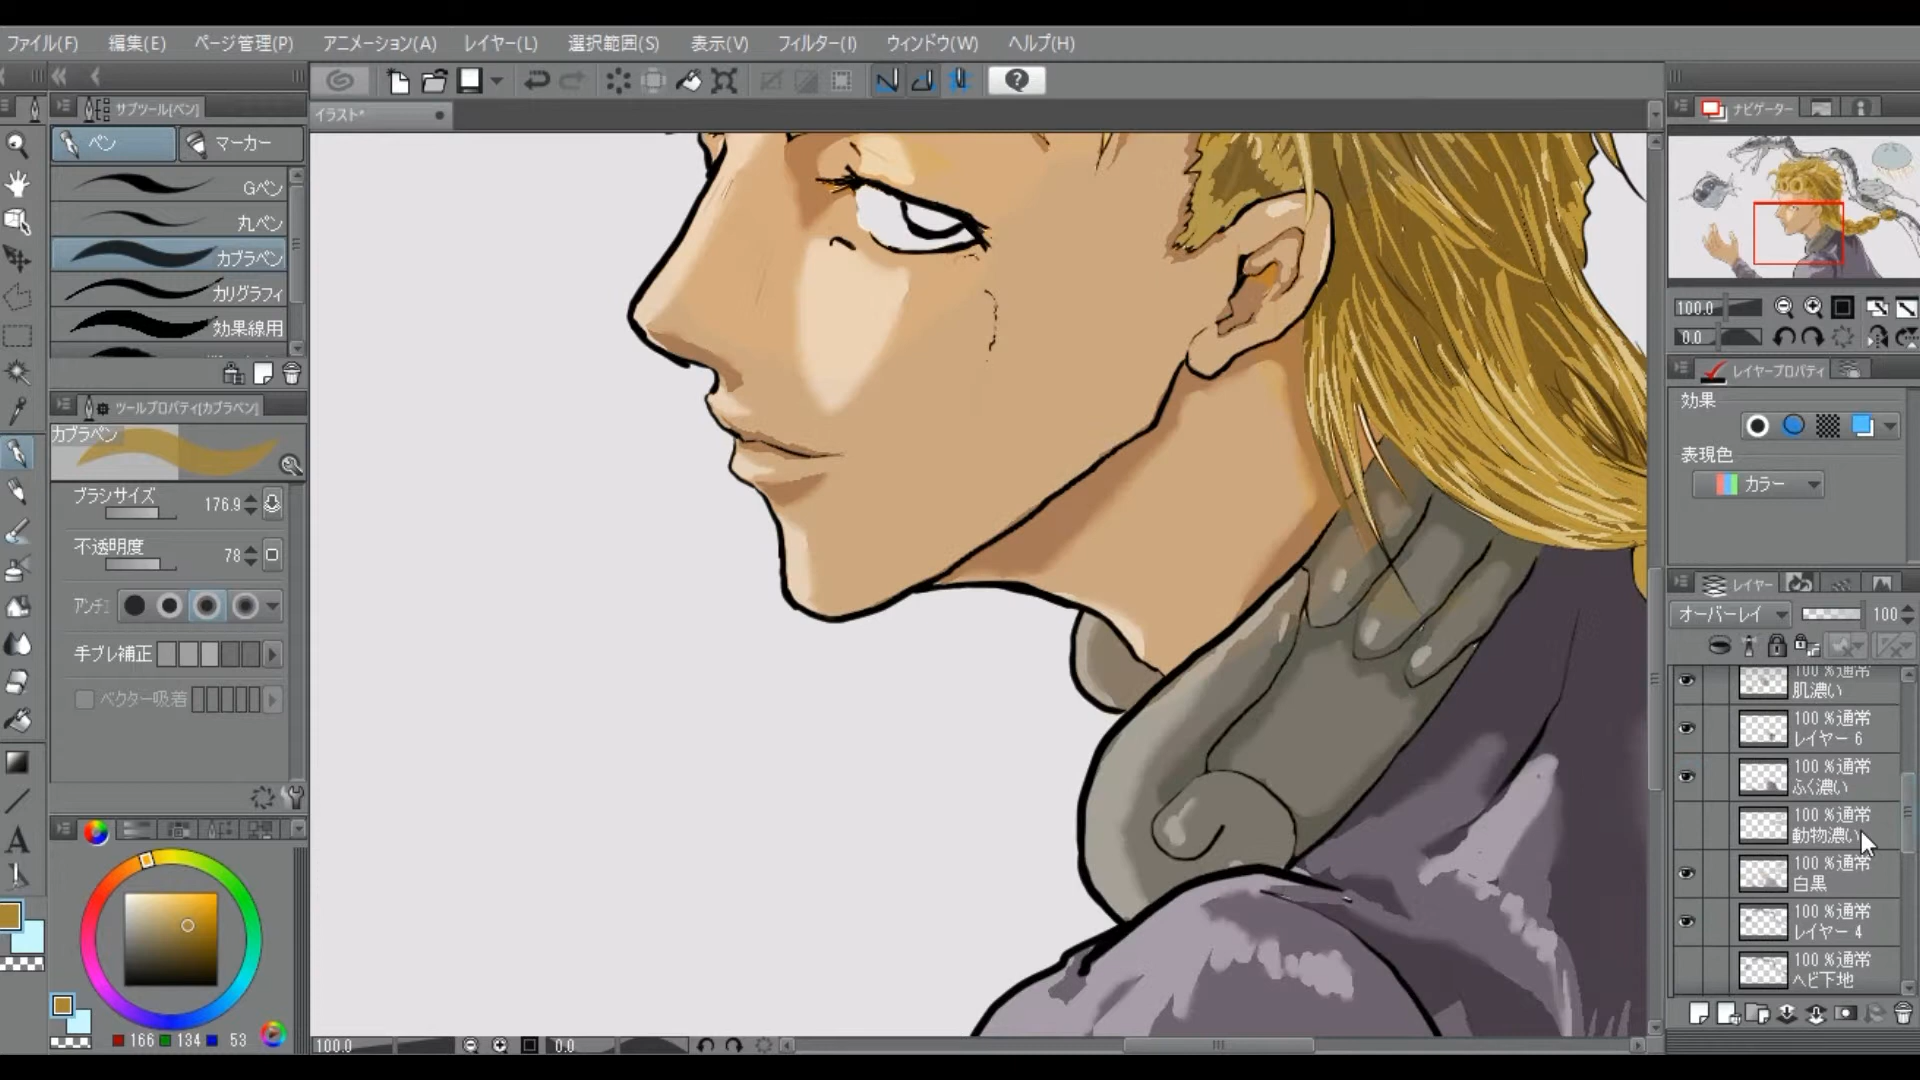 ファイル(F) 編集(E) ページ管理(P) アニメーション(A) レイヤー(L) 選択範囲(S) 表示(V) フィルター(I) ウィンドウ(W) ヘルプ(H)
サブツール[ペン]
イラスト*
ペン マーカー
Gペン
丸ペン
カブラペン
カリグラフィ
効果線用
ツールプロパティ[カブラペン]
カブラペン
ブラシサイズ 176.9
不透明度 78
手ブレ補正
ベクター吸着
166 134 53
100.0 0.0
ナビゲーター
100.0
0.0
レイヤープロパティ
効果
表現色
カラー
レイヤー
オーバーレイ 100
100 %通常
肌濃い
100 %通常
レイヤー 6
100 %通常
ふく濃い
100 %通常
動物濃い
100 %通常
白黒
100 %通常
レイヤー 4
100 %通常
ヘビ下地